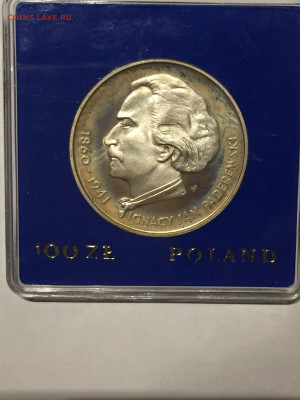 COINS.LAVE.RU
1860-1941
IGNACY JAN PADEREWSKI
100 ZŁ POLAND